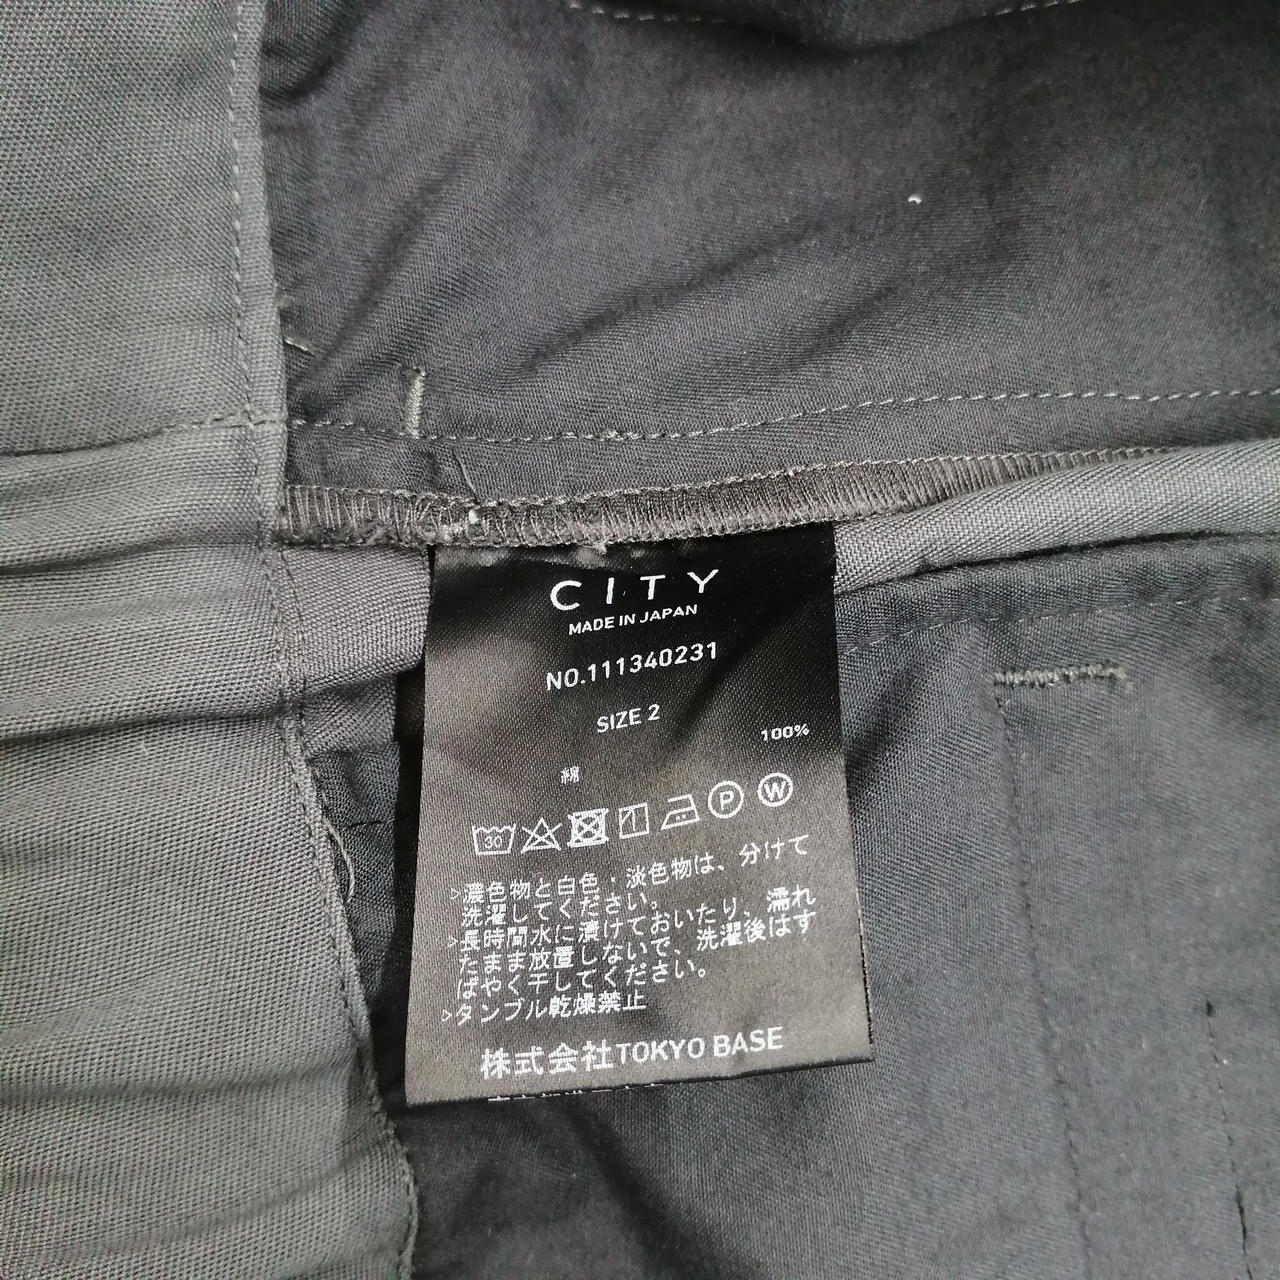 CITY
MADE IN JAPAN
NO.111340231
SIZE 2
100%
綿
30
P
W
>濃色物と白色・淡色物は、分けて
洗濯してください。
>長時間水に漬けておいたり、濡れ
たまま放置しないで、洗濯後はす
ばやく干してください。
>タンブル乾燥禁止
株式会社TOKYO BASE